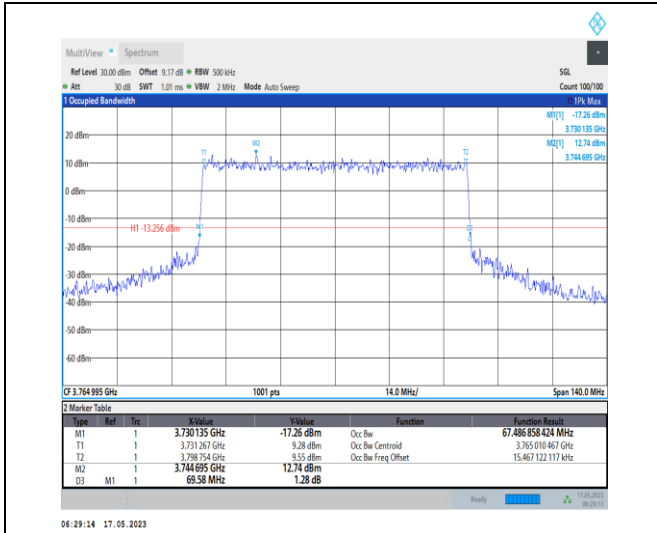 MultiView Spectrum
Ref Level 30.00 dBm Offset 9.17 dB RBW 500 kHz SGL
Att 30 dB SWT 1.01 ms VBW 2 MHz Mode Auto Sweep Count 100/100
1 Occupied Bandwidth 1Pk Max
M1[1] -17.26 dBm
3.730 135 GHz
M2[1] 12.74 dBm
3.744 695 GHz
20 dBm
M2
T1 T2
10 dBm
0 dBm
-10 dBm
H1 -13.256 dBm M1 D3
-20 dBm
-30 dBm
-40 dBm
-50 dBm
-60 dBm
CF 3.764 995 GHz 1001 pts 14.0 MHz/ Span 140.0 MHz
2 Marker Table
Type Ref Trc X-Value Y-Value Function Function Result
M1 1 3.730 135 GHz -17.26 dBm Occ Bw 67.486 858 424 MHz
T1 1 3.731 267 GHz 9.28 dBm Occ Bw Centroid 3.765 010 467 GHz
T2 1 3.798 754 GHz 9.55 dBm Occ Bw Freq Offset 15.467 122 117 kHz
M2 1 3.744 695 GHz 12.74 dBm
D3 M1 1 69.58 MHz 1.28 dB
Ready 17.05.2023
06:29:13
06:29:14 17.05.2023